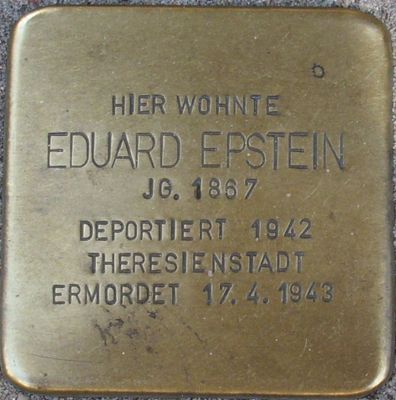 HIER WOHNTE
EDUARD EPSTEIN
JG. 1867
DEPORTIERT 1942
THERESIENSTADT
ERMORDET 17.4.1943